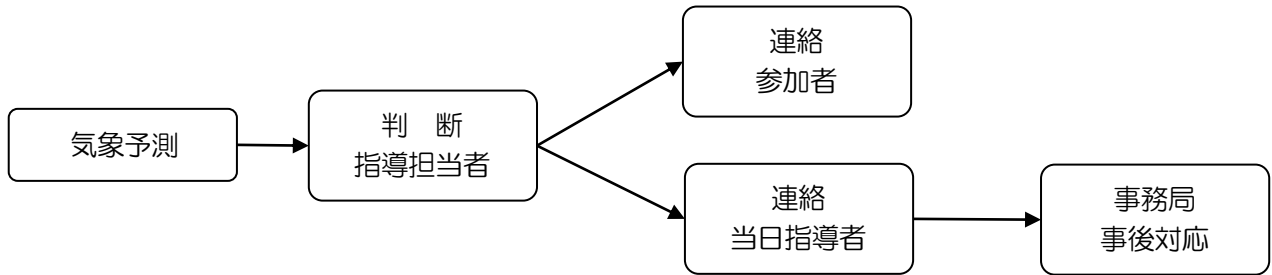 気象予測
判　断
指導担当者
連絡
参加者
連絡
当日指導者
事務局
事後対応